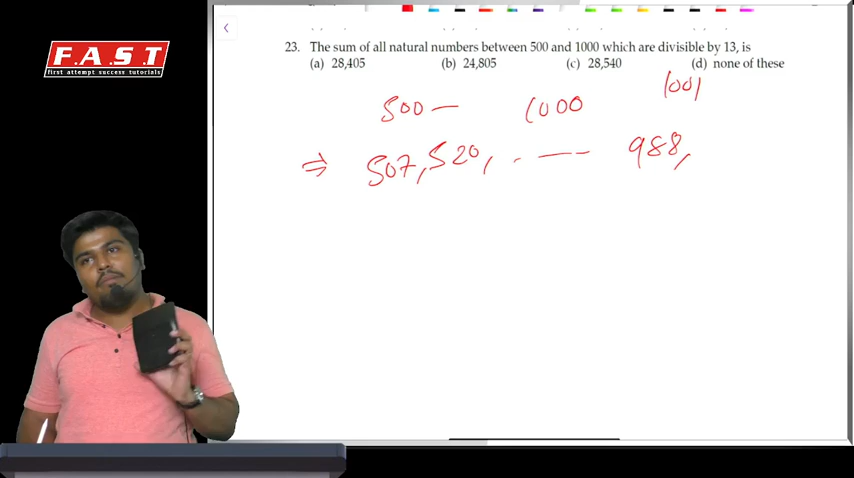 F.A.S.T
first attempt success tutorials
23. The sum of all natural numbers between 500 and 1000 which are divisible by 13, is
(a) 28,405 (b) 24,805 (c) 28,540 (d) none of these
1001
500 — 1000
⇒ 507, 520, . — 988,